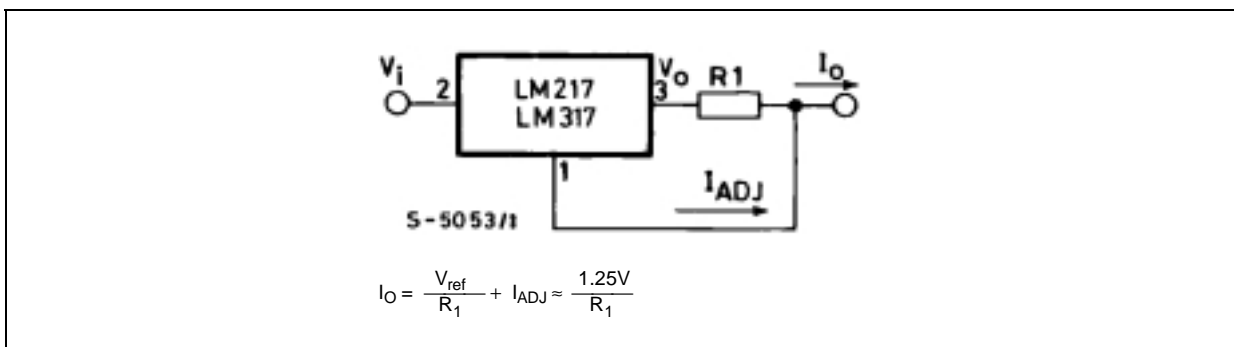 Vi
2
LM217
LM317
Vo
3
R1
Io
1
IADJ
S-5053/1
IO = Vref / R1 + IADJ ≈ 1.25V / R1